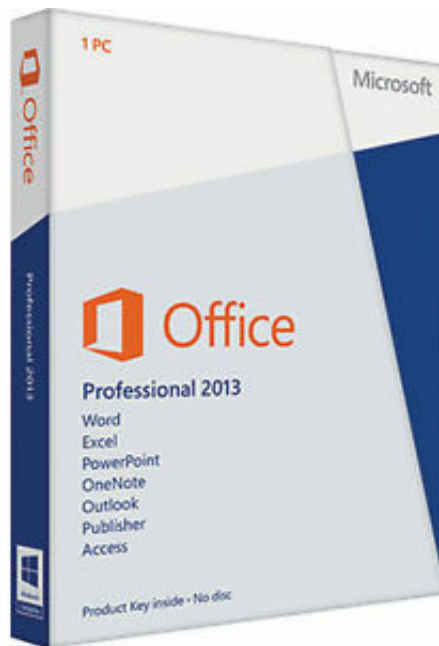 1 PC
Microsoft
Office
Professional 2013
Office
Professional 2013
Word
Excel
PowerPoint
OneNote
Outlook
Publisher
Access
Product Key inside • No disc